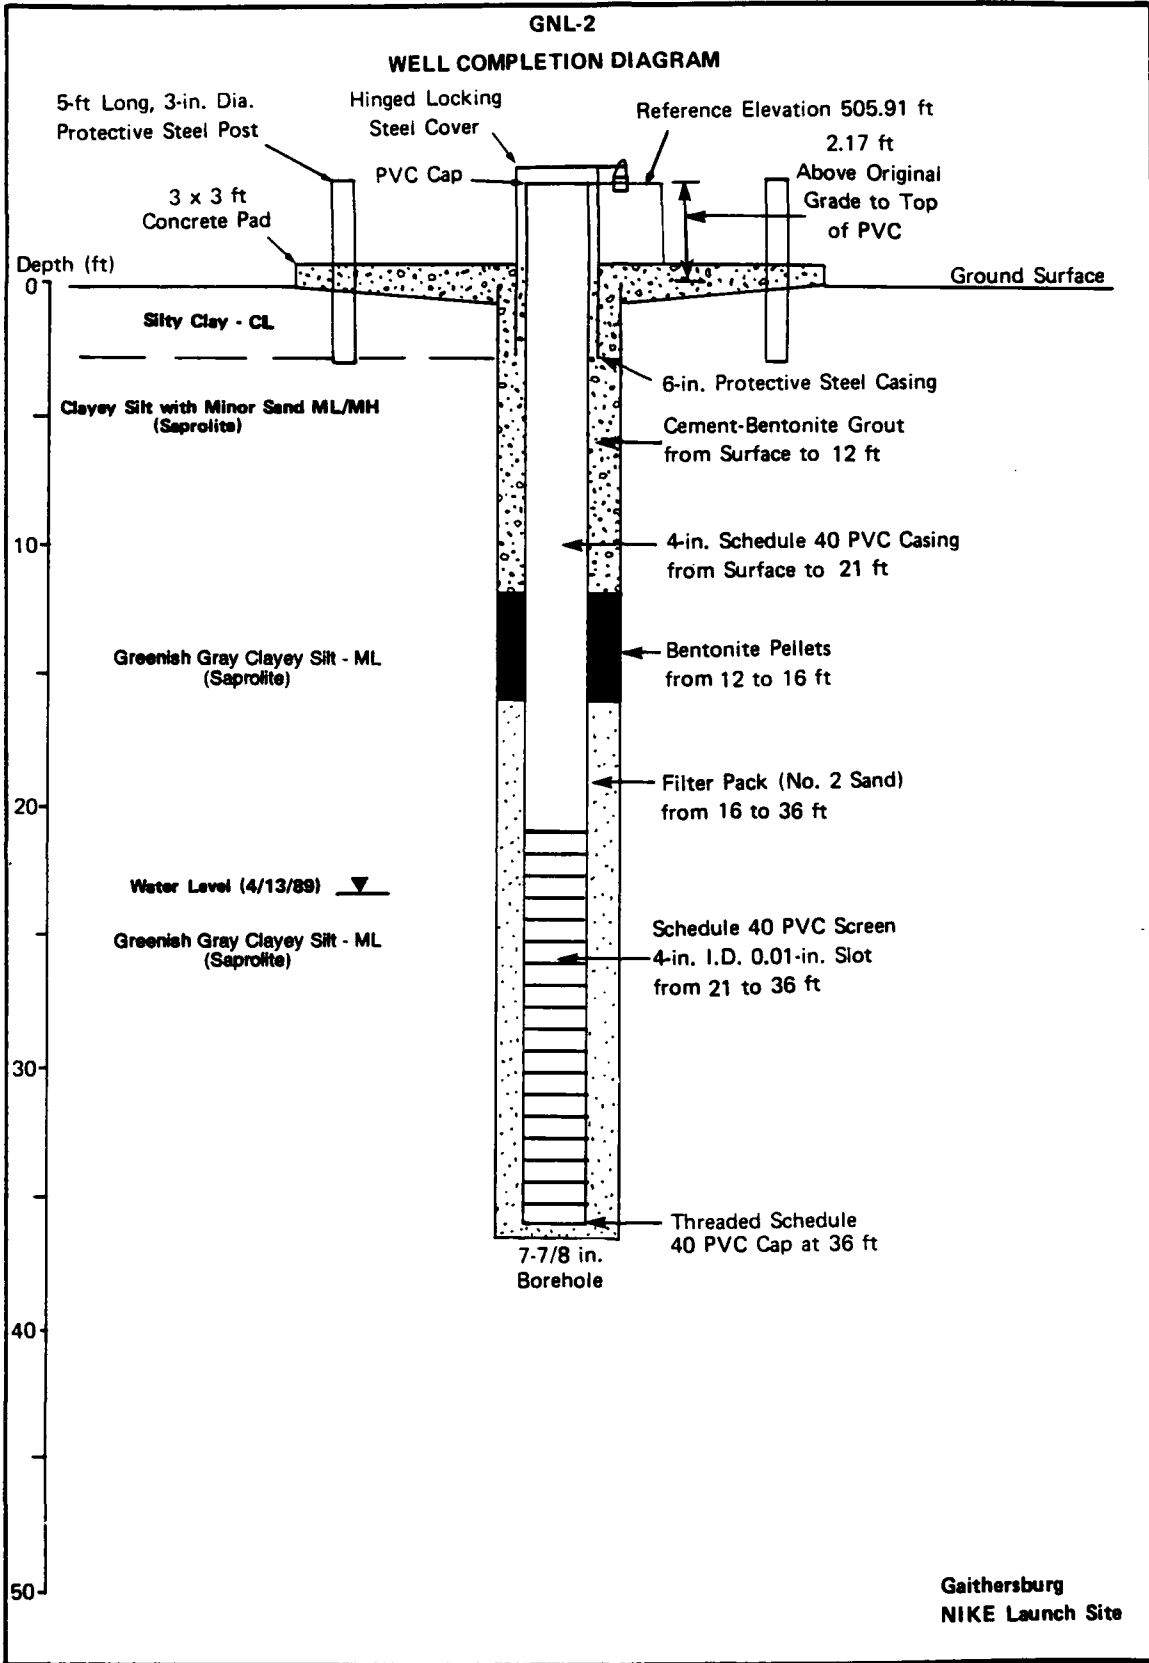 GNL-2
WELL COMPLETION DIAGRAM
5-ft Long, 3-in. Dia.
Protective Steel Post
Hinged Locking
Steel Cover
Reference Elevation 505.91 ft
2.17 ft
Above Original
Grade to Top
of PVC
PVC Cap
3 x 3 ft
Concrete Pad
Depth (ft)
0
Ground Surface
Silty Clay - CL
6-in. Protective Steel Casing
Clayey Silt with Minor Sand ML/MH
(Saprolite)
Cement-Bentonite Grout
from Surface to 12 ft
10
4-in. Schedule 40 PVC Casing
from Surface to 21 ft
Greenish Gray Clayey Silt - ML
(Saprolite)
Bentonite Pellets
from 12 to 16 ft
Filter Pack (No. 2 Sand)
from 16 to 36 ft
20
Water Level (4/13/89)
Greenish Gray Clayey Silt - ML
(Saprolite)
Schedule 40 PVC Screen
4-in. I.D. 0.01-in. Slot
from 21 to 36 ft
30
Threaded Schedule
40 PVC Cap at 36 ft
7-7/8 in.
Borehole
40
50
Gaithersburg
NIKE Launch Site